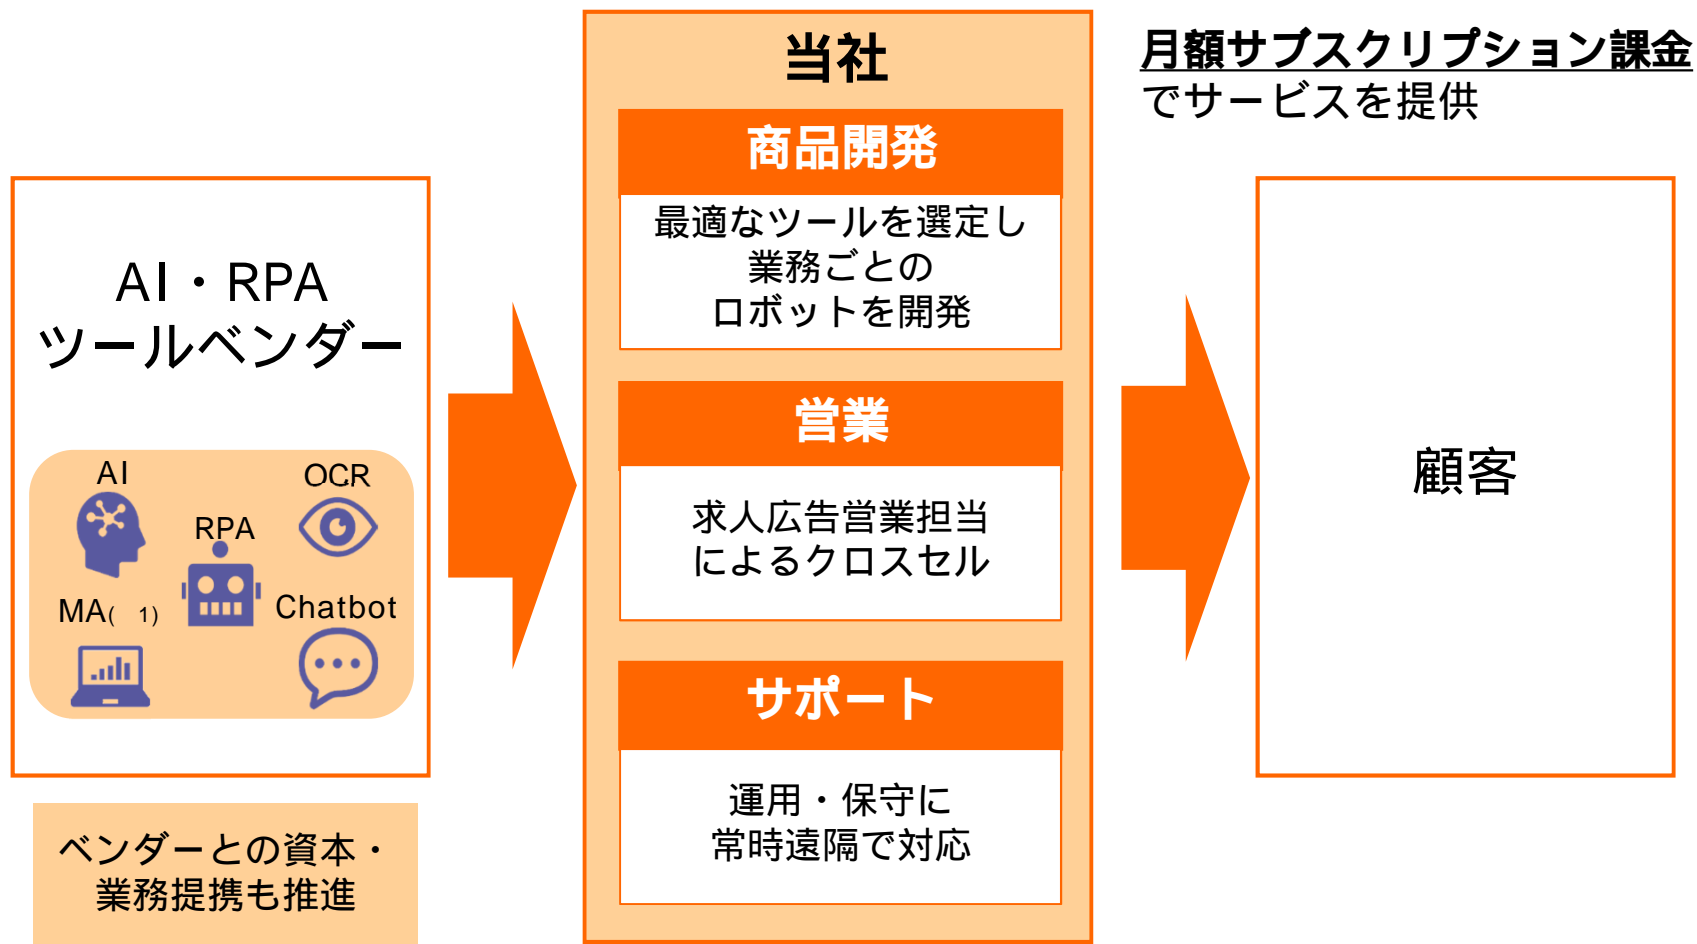 当社
月額サブスクリプション課金
でサービスを提供
商品開発
最適なツールを選定し
業務ごとの
ロボットを開発
AI・RPA
ツールベンダー
AI
OCR
RPA
MA( 1)
Chatbot
営業
求人広告営業担当
によるクロスセル
顧客
サポート
運用・保守に
常時遠隔で対応
ベンダーとの資本・
業務提携も推進